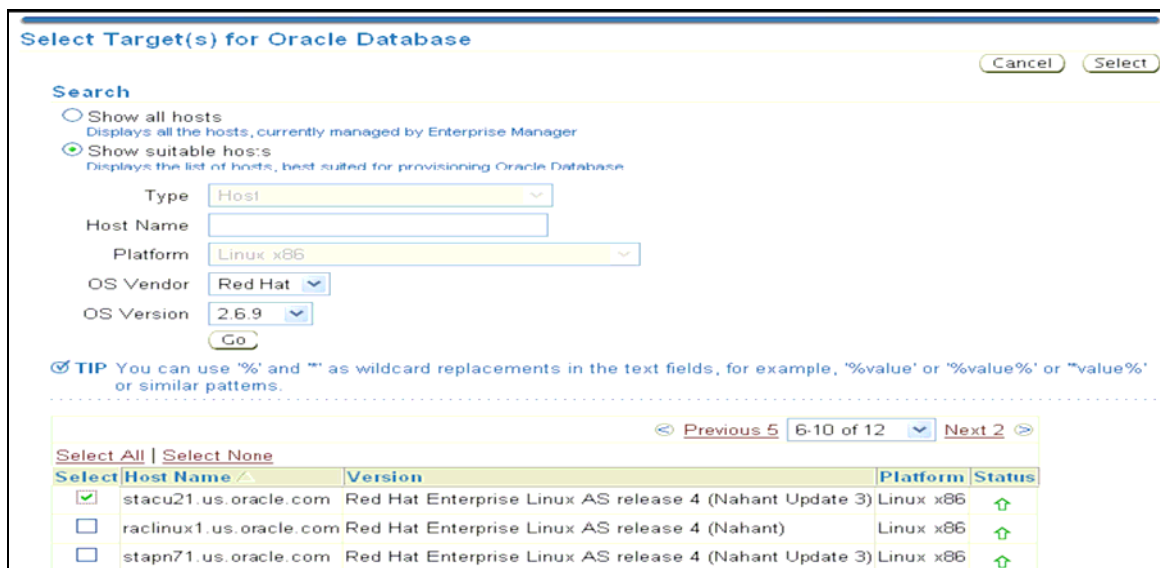 Select Target(s) for Oracle Database
Cancel Select
Search
Show all hosts
Displays all the hosts, currently managed by Enterprise Manager
Show suitable hosts
Displays the list of hosts, best suited for provisioning Oracle Database
Type Host
Host Name
Platform Linux x86
OS Vendor Red Hat
OS Version 2.6.9
Go
TIP You can use '%' and '*' as wildcard replacements in the text fields, for example, '%value' or '%value%' or '*value%'
or similar patterns.
Previous 5 6-10 of 12 Next 2
Select All | Select None
Select Host Name Version Platform Status
stacu21.us.oracle.com Red Hat Enterprise Linux AS release 4 (Nahant Update 3) Linux x86
raclinux1.us.oracle.com Red Hat Enterprise Linux AS release 4 (Nahant) Linux x86
stapn71.us.oracle.com Red Hat Enterprise Linux AS release 4 (Nahant Update 3) Linux x86